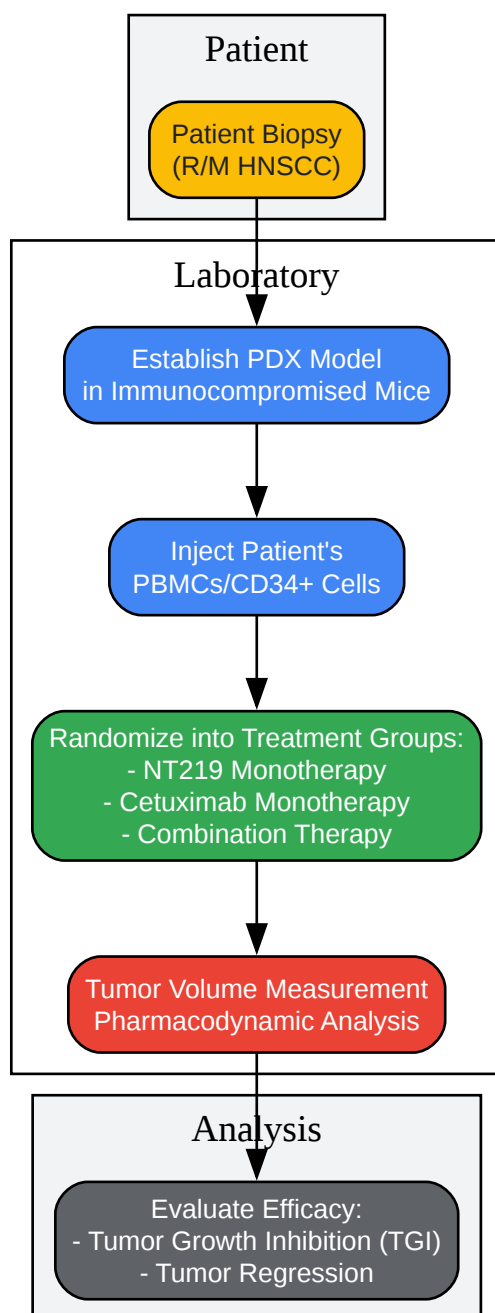 Patient
Patient Biopsy
(R/M HNSCC)
Laboratory
Establish PDX Model
in Immunocompromised Mice
Inject Patient's
PBMCs/CD34+ Cells
Randomize into Treatment Groups:
- NT219 Monotherapy
- Cetuximab Monotherapy
- Combination Therapy
Tumor Volume Measurement
Pharmacodynamic Analysis
Analysis
Evaluate Efficacy:
- Tumor Growth Inhibition (TGI)
- Tumor Regression